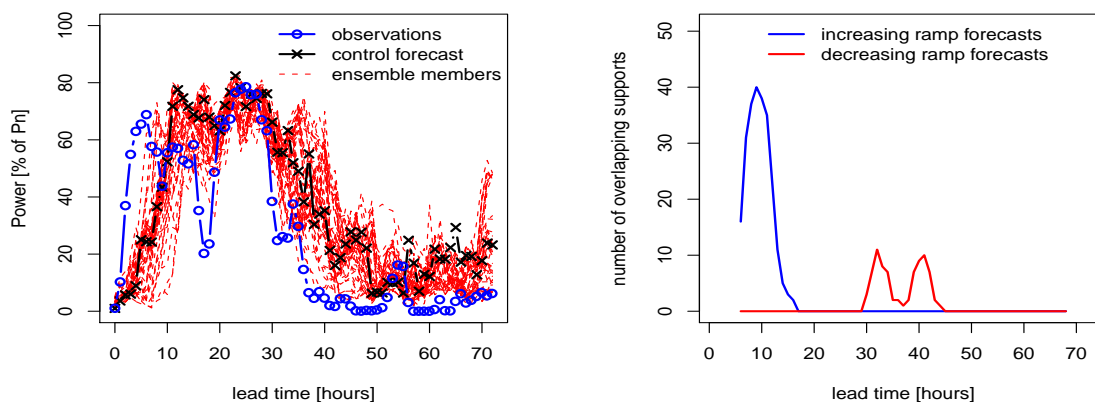 Power [% of Pn]
100
80
60
40
20
0
observations
control forecast
ensemble members
0 10 20 30 40 50 60 70
lead time [hours]
number of overlapping supports
50
40
30
20
10
0
increasing ramp forecasts
decreasing ramp forecasts
0 10 20 30 40 50 60 70
lead time [hours]